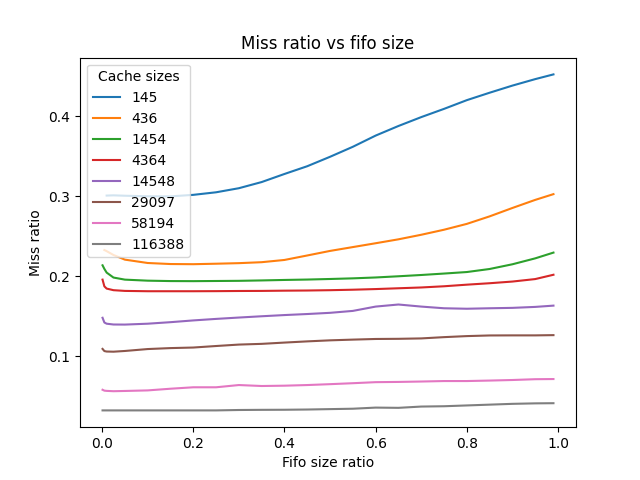 Miss ratio vs fifo size
Cache sizes
145
436
1454
4364
14548
29097
58194
116388
0.4
0.3
0.2
0.1
Miss ratio
0.0 0.2 0.4 0.6 0.8 1.0
Fifo size ratio